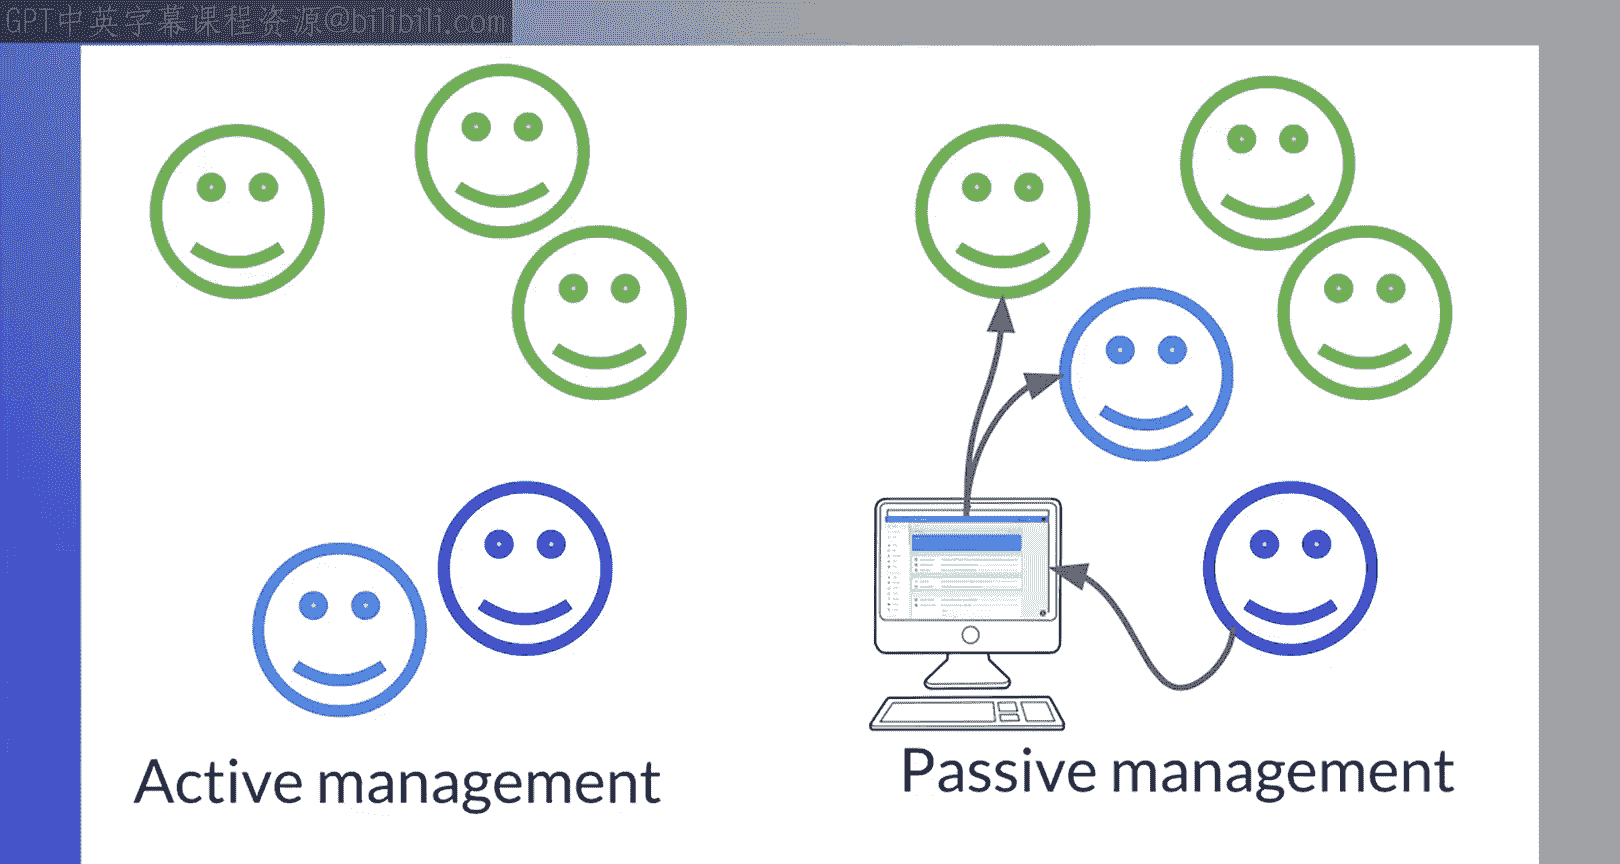 GPT中英字幕课程资源@bilibili.com
Active management
Passive management